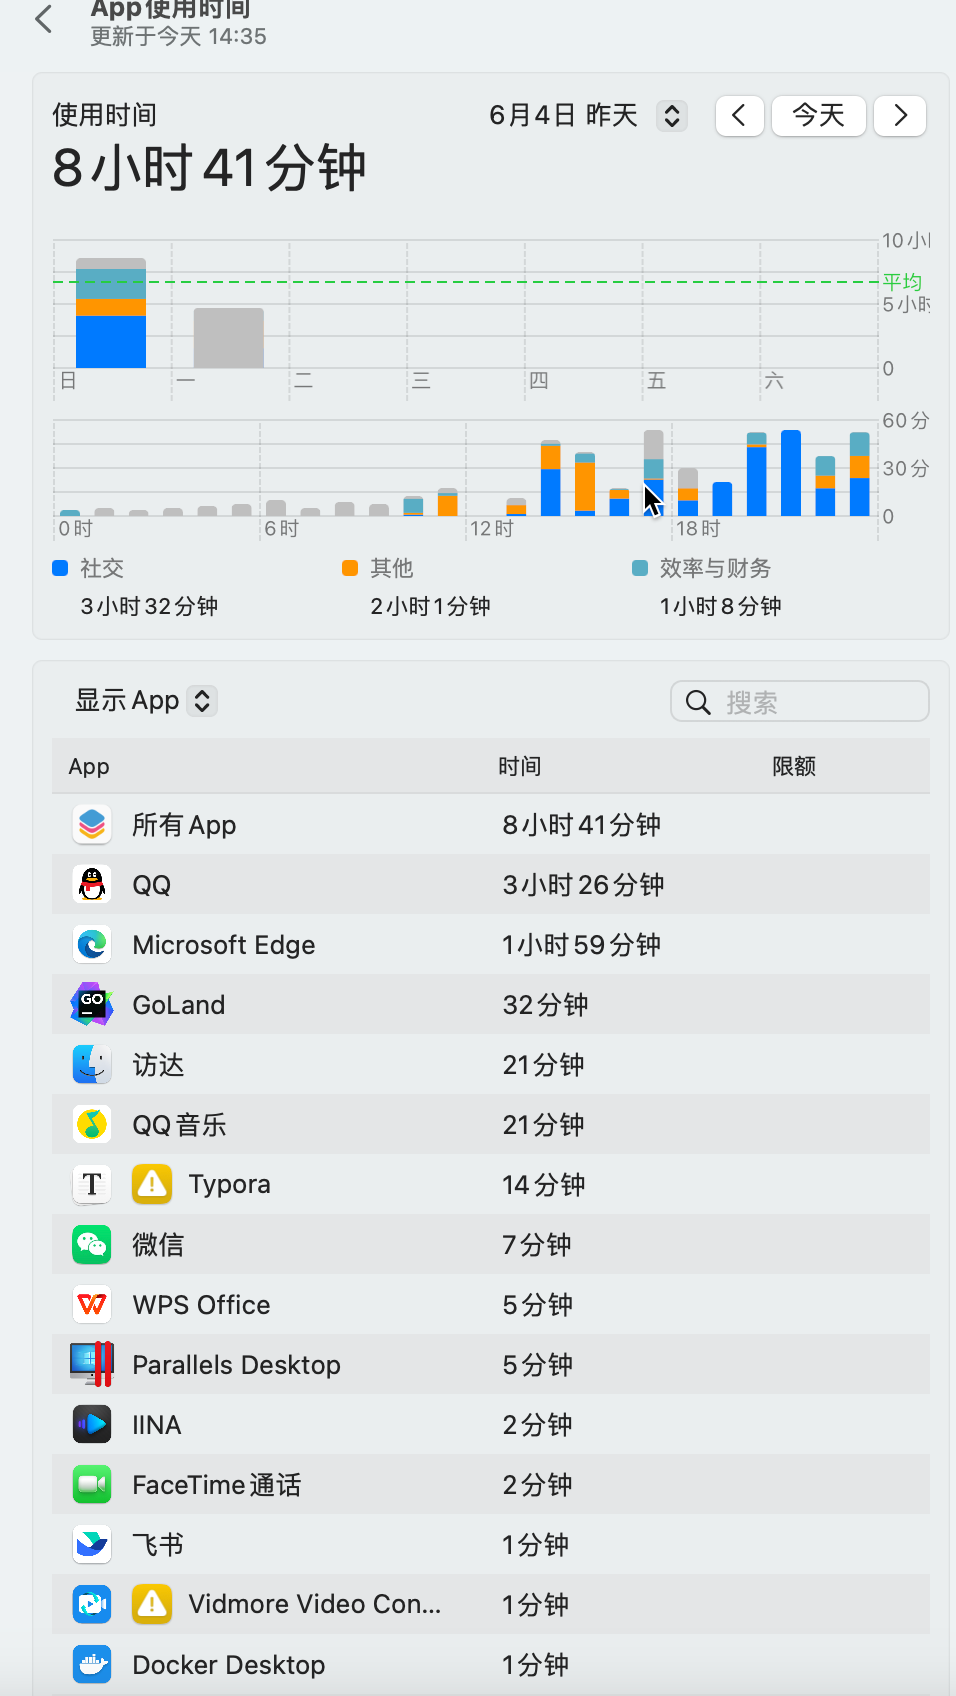 App使用时间
更新于今天 14:35
使用时间
6月4日 昨天
今天
8小时41分钟
10小
平均
5小时
0
日 一 二 三 四 五 六
60分
30分
0
0时 6时 12时 18时
社交 其他 效率与财务
3小时32分钟 2小时1分钟 1小时8分钟
显示App
搜索
App 时间 限额
所有App 8小时41分钟
QQ 3小时26分钟
Microsoft Edge 1小时59分钟
GO
GoLand 32分钟
访达 21分钟
QQ音乐 21分钟
T Typora 14分钟
微信 7分钟
WPS Office 5分钟
Parallels Desktop 5分钟
IINA 2分钟
FaceTime通话 2分钟
飞书 1分钟
Vidmore Video Con... 1分钟
Docker Desktop 1分钟